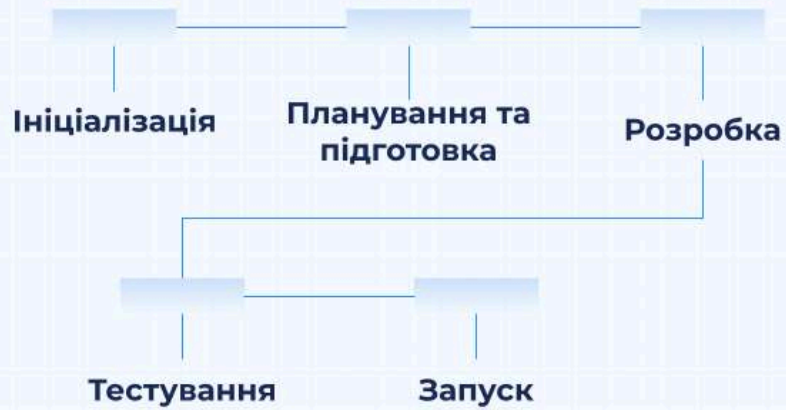 Ініціалізація
Планування та
підготовка
Розробка
Тестування
Запуск